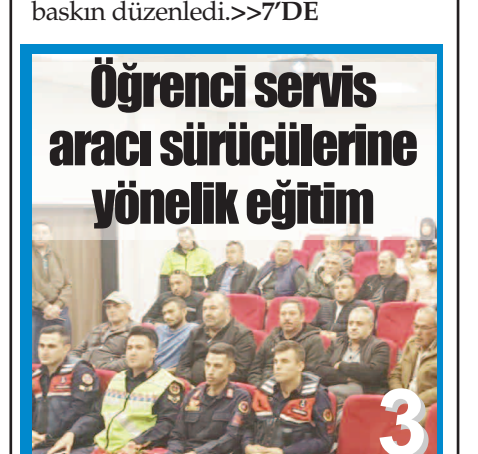 baskın düzenledi.>>7'DE
Öğrenci servis
aracı sürücülerine
yönelik eğitim
3